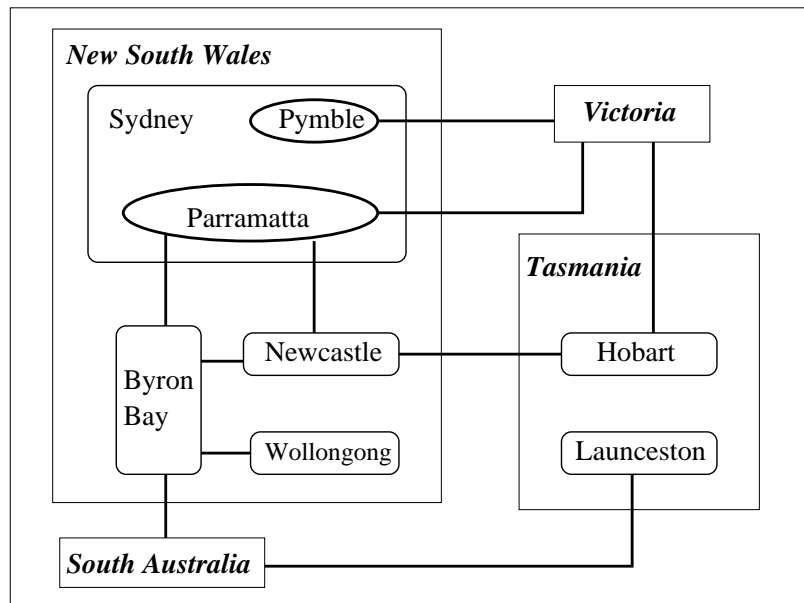 New South Wales
Sydney
Pymble
Victoria
Parramatta
Tasmania
Newcastle
Hobart
Byron
Bay
Wollongong
Launceston
South Australia